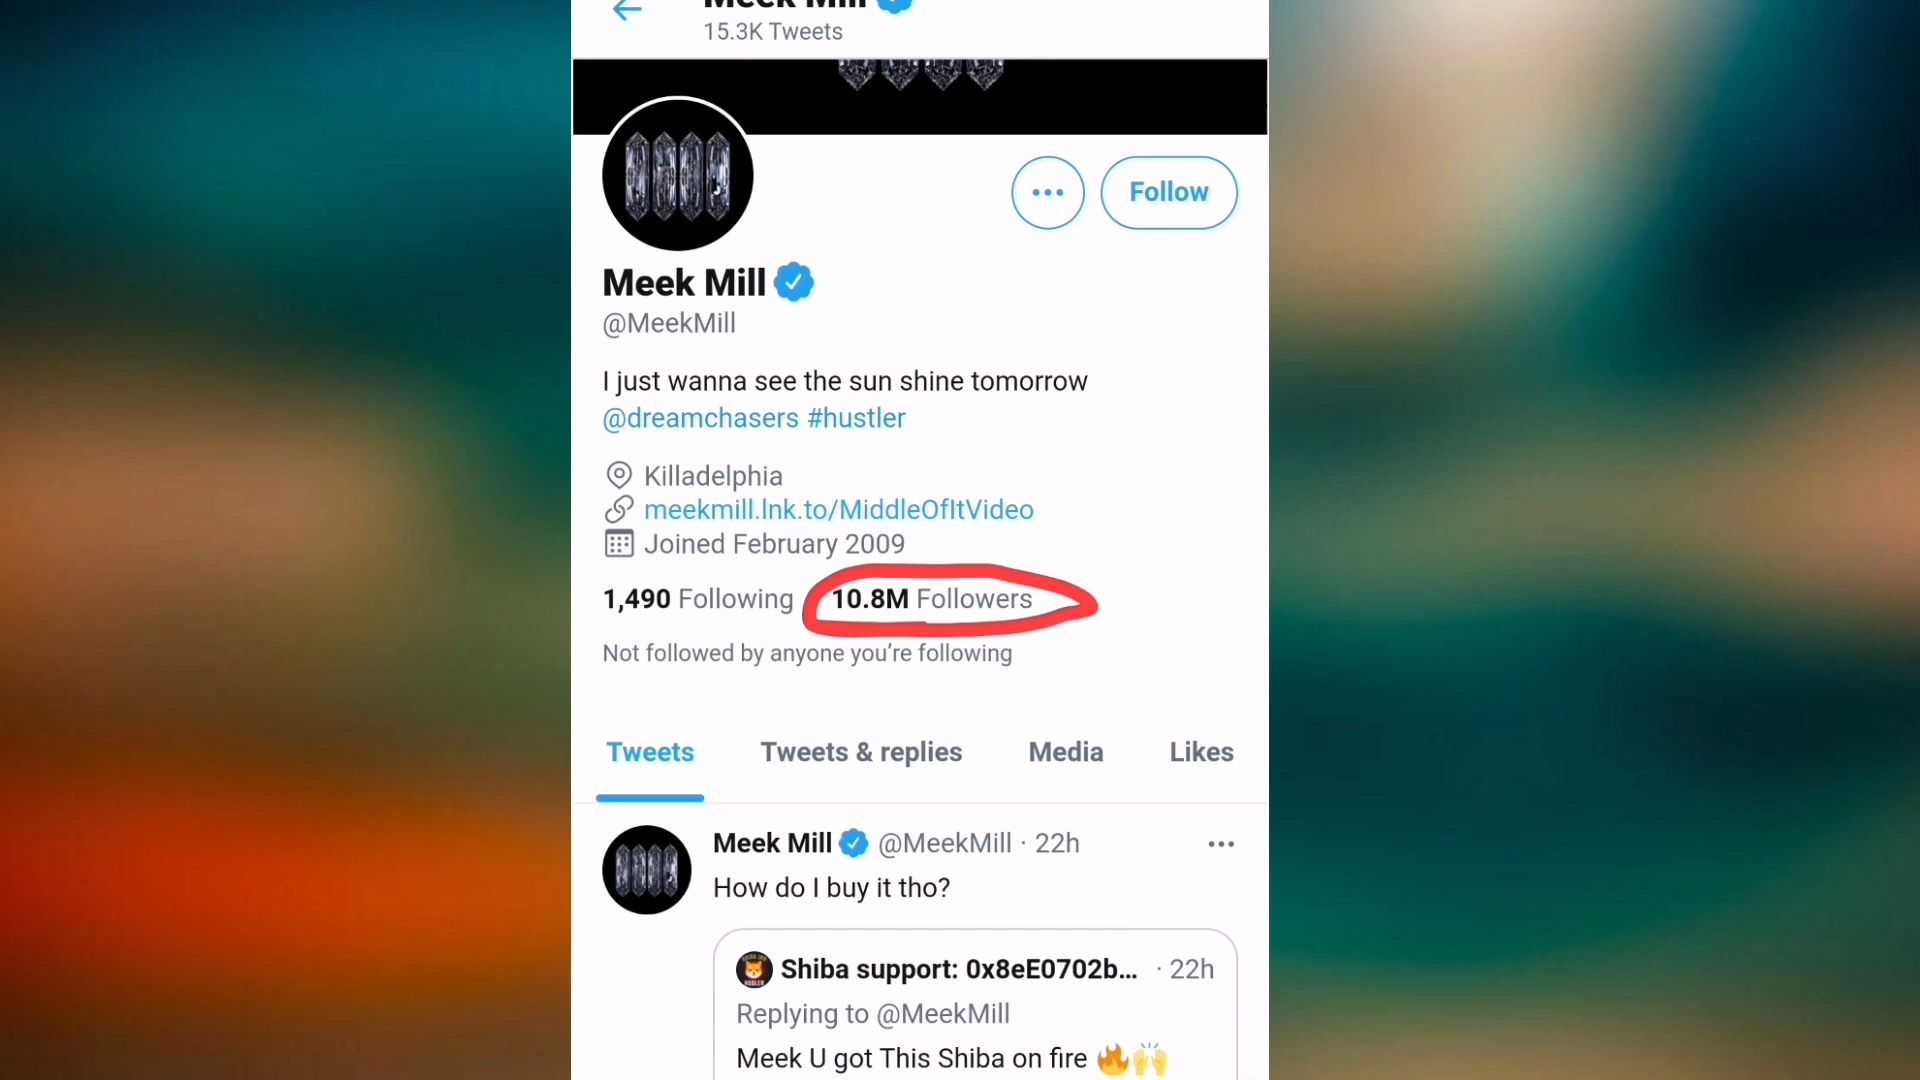 Meek Mill
15.3K Tweets
Follow
Meek Mill
@MeekMill
I just wanna see the sun shine tomorrow
@dreamchasers #hustler
Killadelphia
meekmill.lnk.to/MiddleOfItVideo
Joined February 2009
1,490 Following 10.8M Followers
Not followed by anyone you’re following
Tweets Tweets & replies Media Likes
Meek Mill @MeekMill · 22h
How do I buy it tho?
Shiba support: 0x8eE0702b... · 22h
Replying to @MeekMill
Meek U got This Shiba on fire 🔥🙌